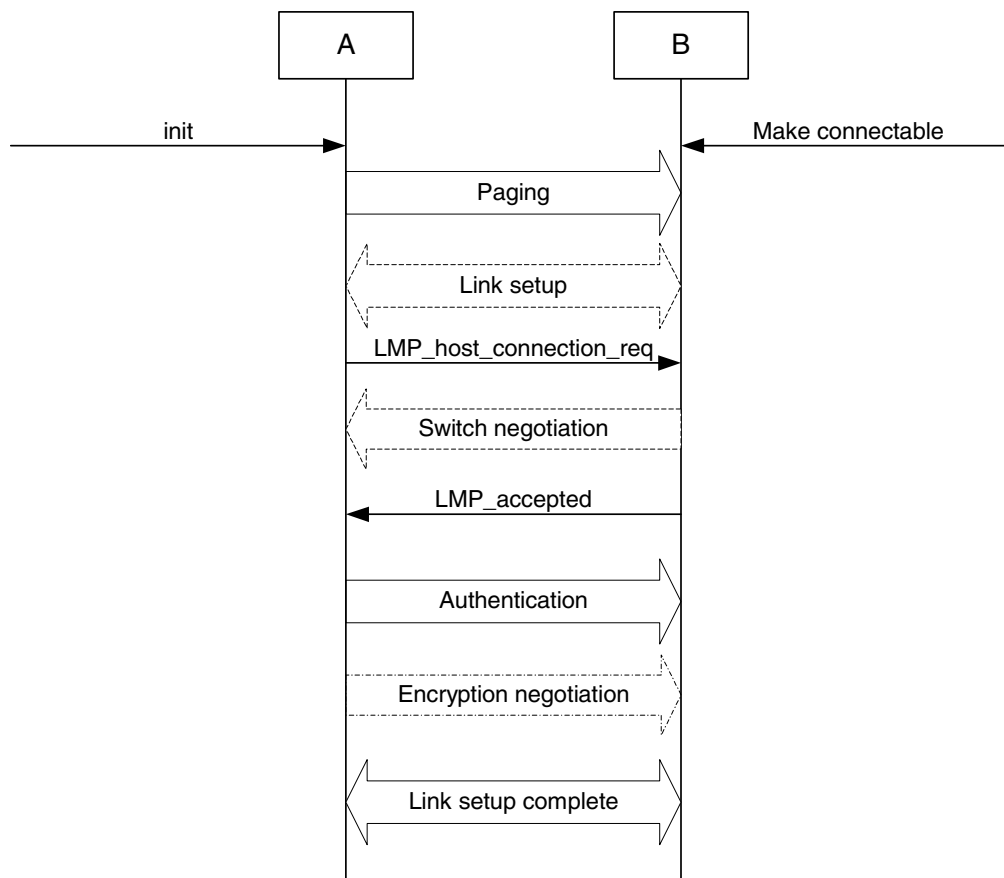 A
B
init
Make connectable
Paging
Link setup
LMP_host_connection_req
Switch negotiation
LMP_accepted
Authentication
Encryption negotiation
Link setup complete